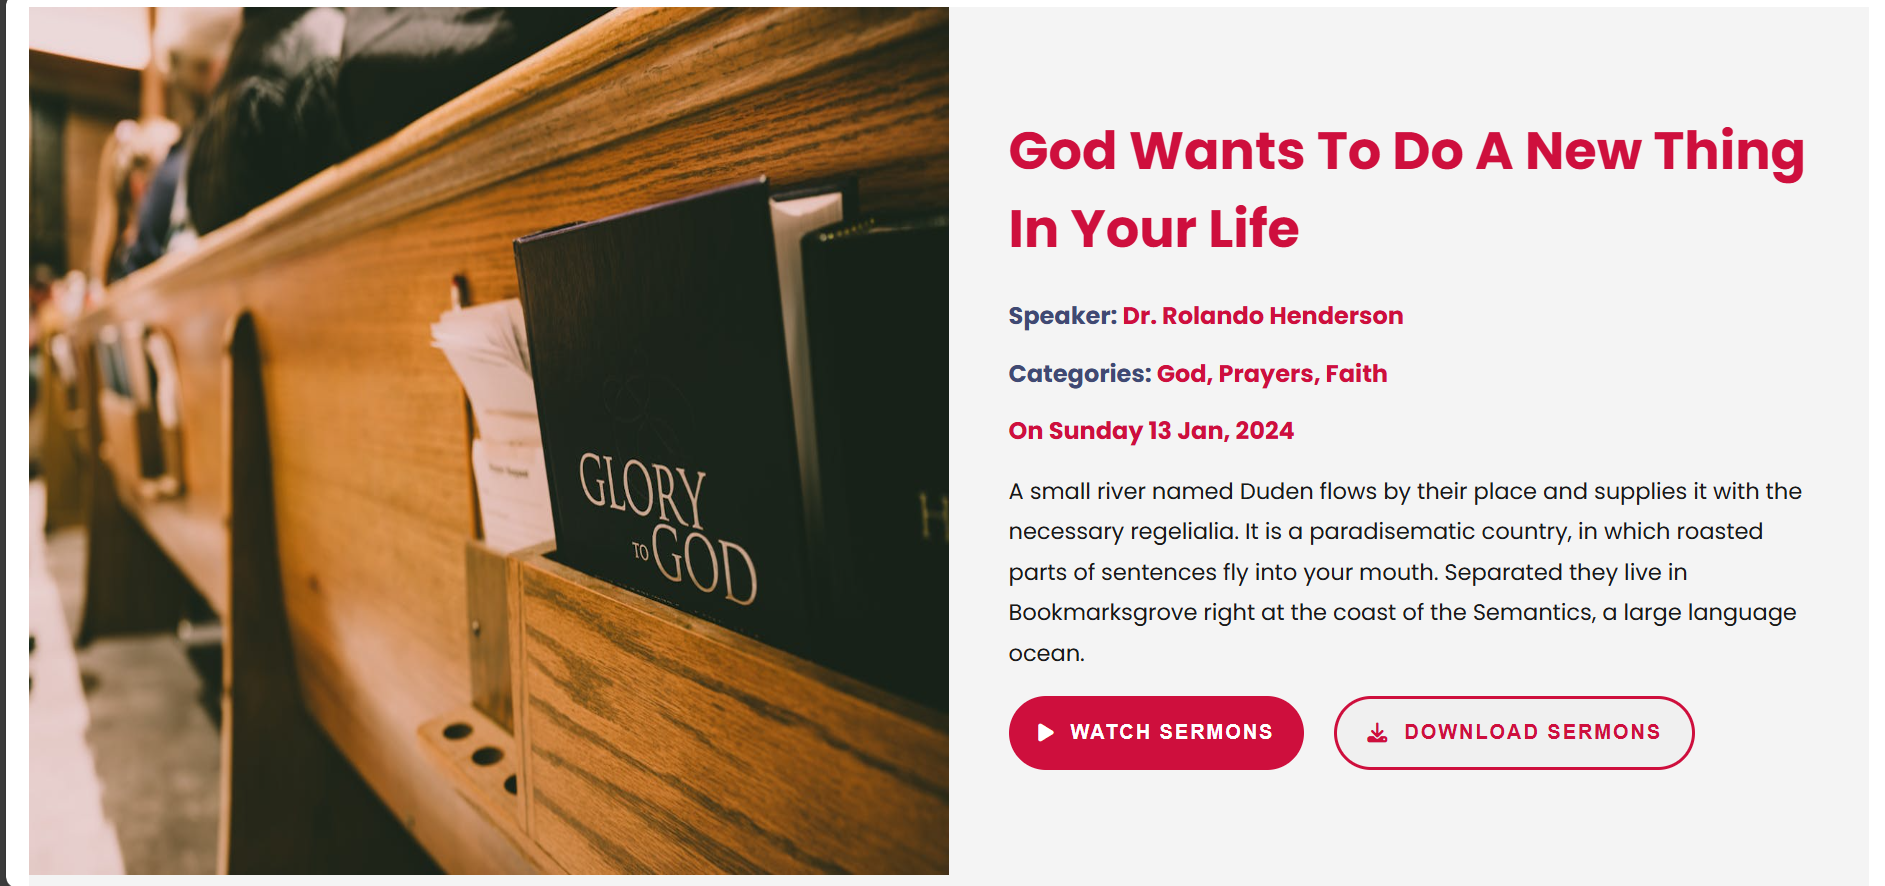 GLORY
TO GOD
H
God Wants To Do A New Thing
In Your Life
Speaker: Dr. Rolando Henderson
Categories: God, Prayers, Faith
On Sunday 13 Jan, 2024
A small river named Duden flows by their place and supplies it with the
necessary regelialia. It is a paradisematic country, in which roasted
parts of sentences fly into your mouth. Separated they live in
Bookmarksgrove right at the coast of the Semantics, a large language
ocean.
WATCH SERMONS
DOWNLOAD SERMONS